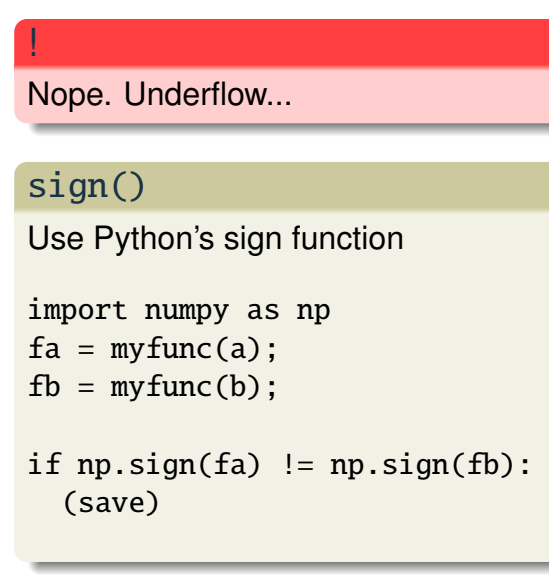 !
Nope. Underflow...
sign()
Use Python's sign function
import numpy as np
fa = myfunc(a);
fb = myfunc(b);
if np.sign(fa) != np.sign(fb):
(save)